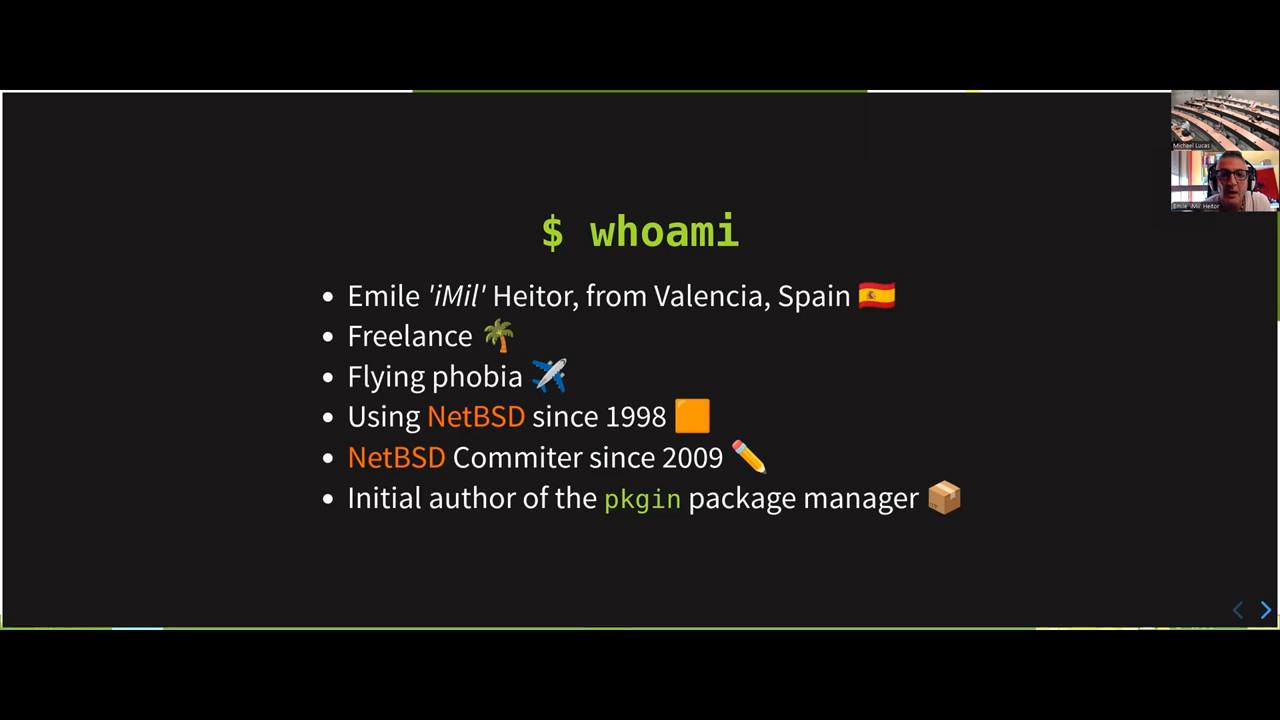 Michael Lucas
Emile 'iMil' Heitor
$ whoami
Emile 'iMil' Heitor, from Valencia, Spain 🇪🇸
Freelance 🌴
Flying phobia ✈️
Using NetBSD since 1998 🟧
NetBSD Commiter since 2009 ✏️
Initial author of the pkgin package manager 📦